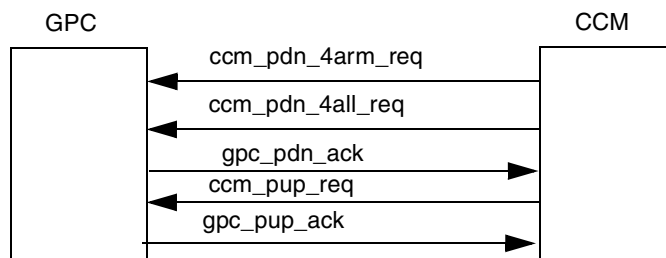 GPC
CCM
ccm_pdn_4arm_req
ccm_pdn_4all_req
gpc_pdn_ack
ccm_pup_req
gpc_pup_ack